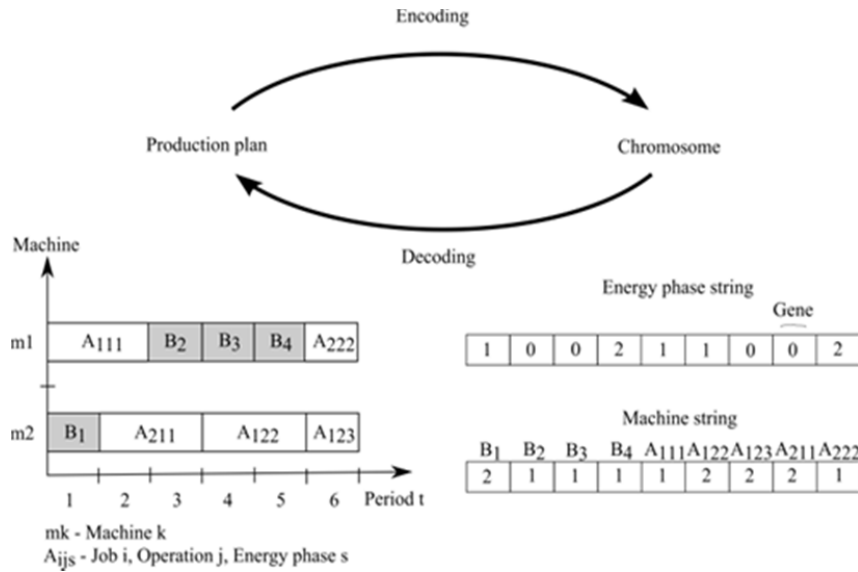 Encoding
Production plan
Chromosome
Decoding
Machine
m1 A111 B2 B3 B4 A222
m2 B1 A211 A122 A123
1 2 3 4 5 6 Period t
mk - Machine k
Aijs - Job i, Operation j, Energy phase s
Energy phase string
Gene
1 0 0 2 1 1 0 0 2
Machine string
B1 B2 B3 B4 A111 A122 A123 A211 A222
2 1 1 1 1 2 2 2 1